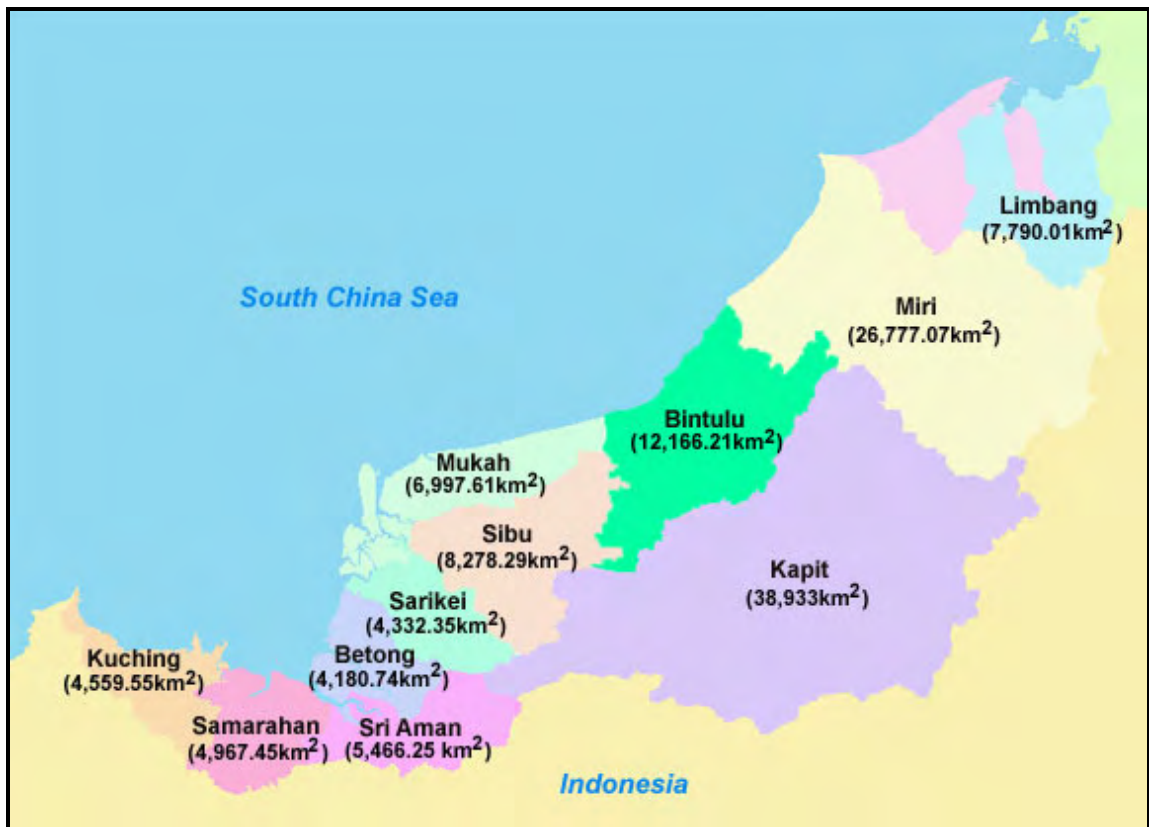 Limbang
(7,790.01km²)
South China Sea
Miri
(26,777.07km²)
Bintulu
(12,166.21km²)
Mukah
(6,997.61km²)
Sibu
(8,278.29km²)
Kapit
(38,933km²)
Sarikei
(4,332.35km²)
Betong
(4,180.74km²)
Kuching
(4,559.55km²)
Samarahan
(4,967.45km²)
Sri Aman
(5,466.25 km²)
Indonesia